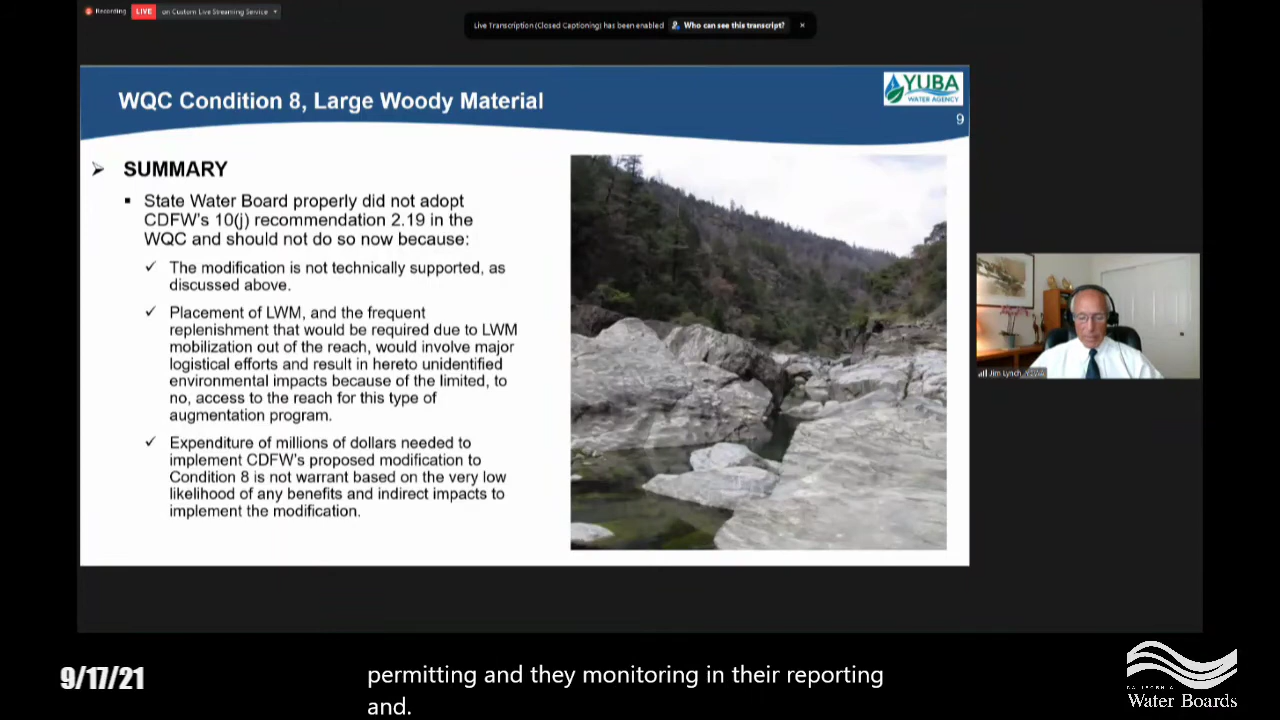 Recording
LIVE
on Custom Live Streaming Service
Live Transcription (Closed Captioning) has been enabled
Who can see this transcript?
WQC Condition 8, Large Woody Material
YUBA
WATER AGENCY
9
SUMMARY
State Water Board properly did not adopt
CDFW's 10(j) recommendation 2.19 in the
WQC and should not do so now because:
The modification is not technically supported, as
discussed above.
Placement of LWM, and the frequent
replenishment that would be required due to LWM
mobilization out of the reach, would involve major
logistical efforts and result in hereto unidentified
environmental impacts because of the limited, to
no, access to the reach for this type of
augmentation program.
Expenditure of millions of dollars needed to
implement CDFW's proposed modification to
Condition 8 is not warrant based on the very low
likelihood of any benefits and indirect impacts to
implement the modification.
Jim Lynch,
9/17/21
permitting and they monitoring in their reporting
and.
CALIFORNIA
Water Boards